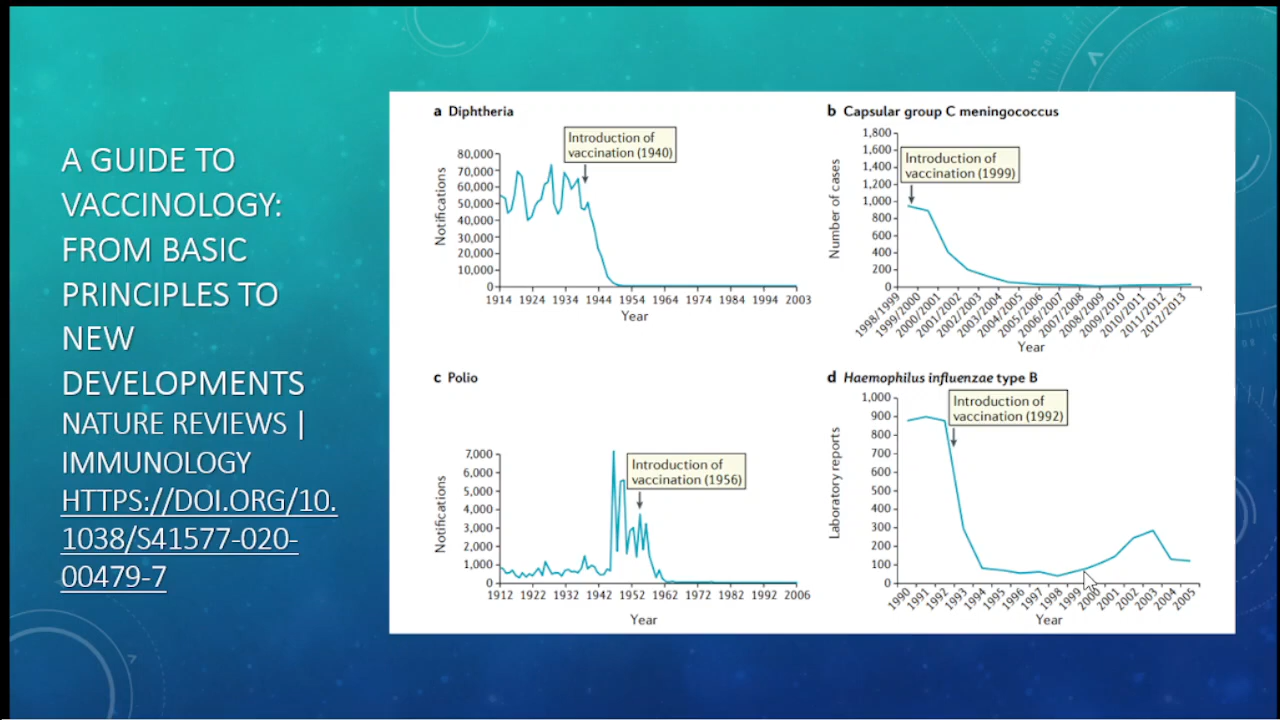 A GUIDE TO
VACCINOLOGY:
FROM BASIC
PRINCIPLES TO
NEW
DEVELOPMENTS
NATURE REVIEWS |
IMMUNOLOGY
HTTPS://DOI.ORG/10.
1038/S41577-020-
00479-7
a Diphtheria
Introduction of
vaccination (1940)
80,000
70,000
60,000
50,000
40,000
30,000
20,000
10,000
0
Notifications
1914 1924 1934 1944 1954 1964 1974 1984 1994 2003
Year
b Capsular group C meningococcus
Introduction of
vaccination (1999)
1,800
1,600
1,400
1,200
1,000
800
600
400
200
0
Number of cases
1998/1999 1999/2000 2000/2001 2001/2002 2002/2003 2003/2004 2004/2005 2005/2006 2006/2007 2007/2008 2008/2009 2009/2010 2010/2011 2011/2012 2012/2013
Year
c Polio
Introduction of
vaccination (1956)
7,000
6,000
5,000
4,000
3,000
2,000
1,000
0
Notifications
1912 1922 1932 1942 1952 1962 1972 1982 1992 2006
Year
d Haemophilus influenzae type B
Introduction of
vaccination (1992)
1,000
900
800
700
600
500
400
300
200
100
0
Laboratory reports
1990 1991 1992 1993 1994 1995 1996 1997 1998 1999 2000 2001 2002 2003 2004 2005
Year